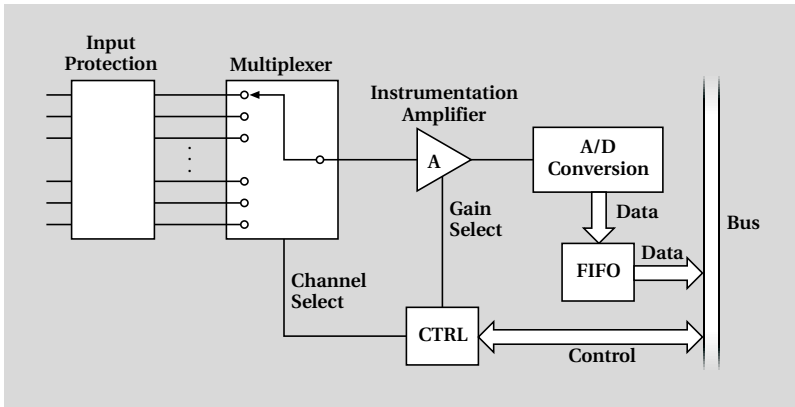 Input
Protection
Multiplexer
Instrumentation
Amplifier
A
A/D
Conversion
Gain
Select
Data
Data
FIFO
Bus
Channel
Select
CTRL
Control